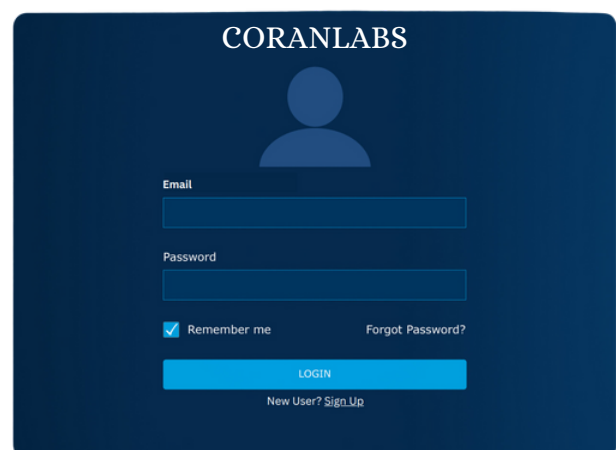 CORANLABS
Email
Password
Remember me Forgot Password?
LOGIN
New User? Sign Up